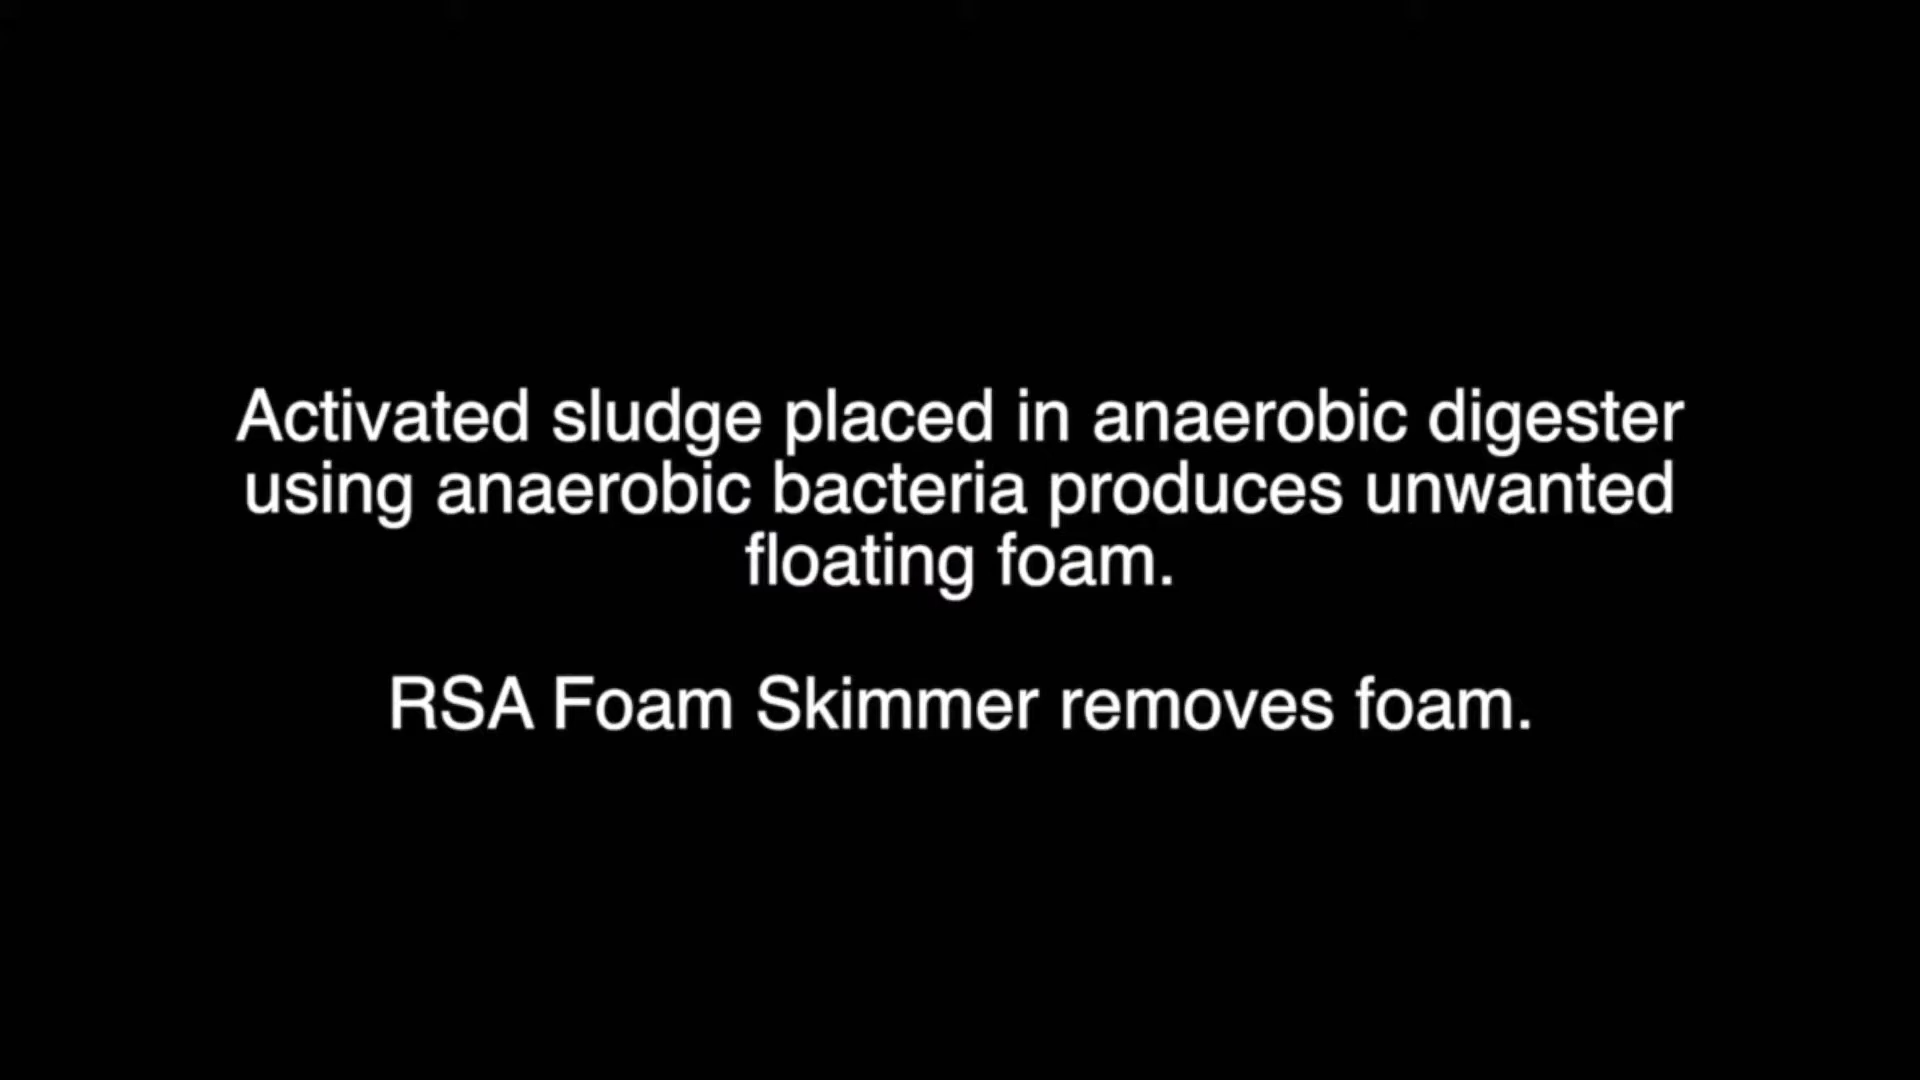 Activated sludge placed in anaerobic digester
using anaerobic bacteria produces unwanted
floating foam.
RSA Foam Skimmer removes foam.